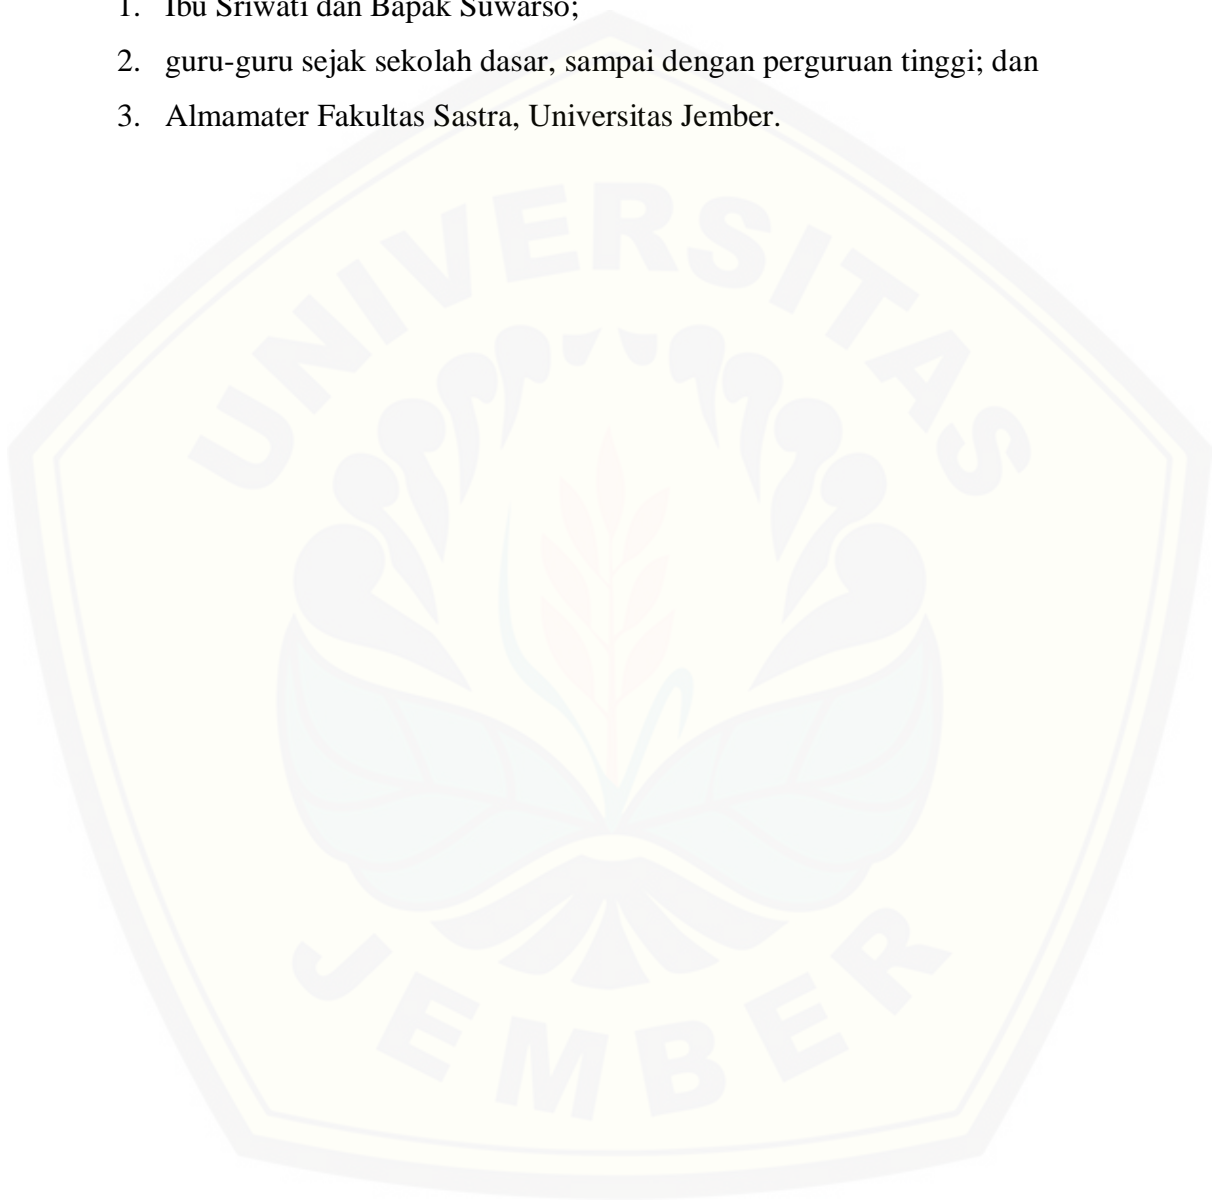 1. Ibu Sriwati dan Bapak Suwarso;
2. guru-guru sejak sekolah dasar, sampai dengan perguruan tinggi; dan
3. Almamater Fakultas Sastra, Universitas Jember.
UNIVERSITAS
JEMBER